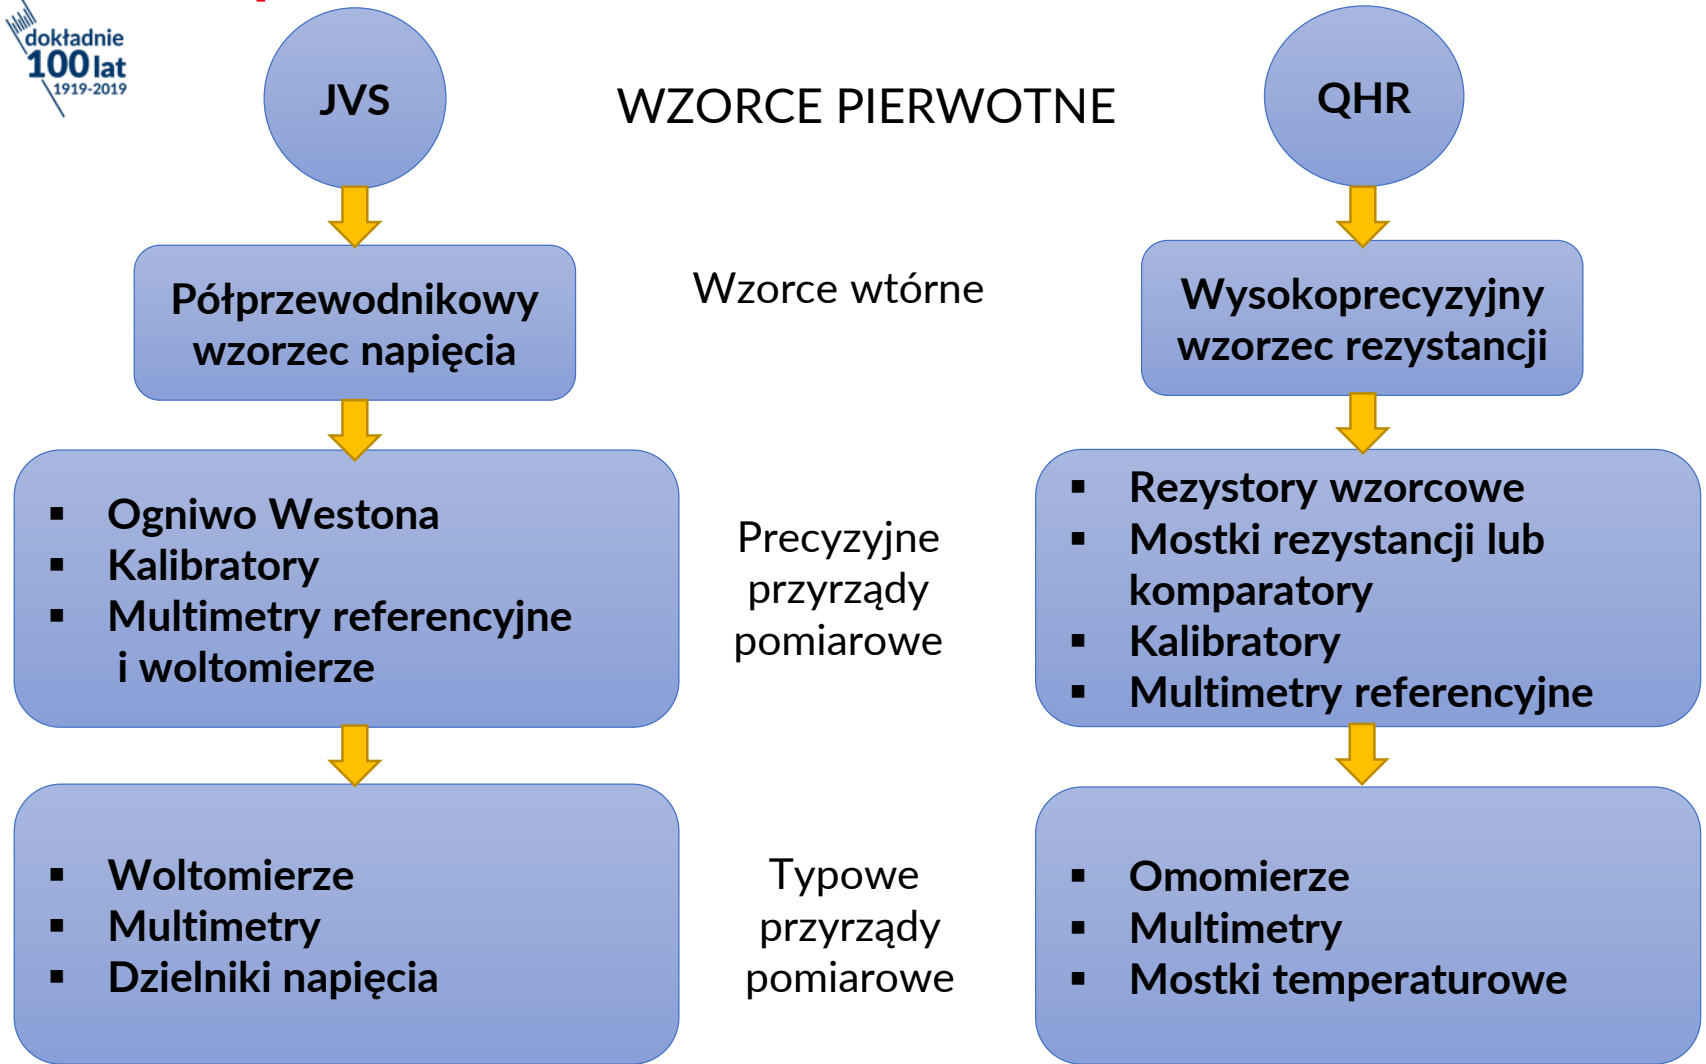 dokładnie
100 lat
1919-2019
JVS
WZORCE PIERWOTNE
QHR
Półprzewodnikowy
wzorzec napięcia
Wzorce wtórne
Wysokoprecyzyjny
wzorzec rezystancji
▪ Ogniwo Westona
▪ Kalibratory
▪ Multimetry referencyjne
i woltomierze
Precyzyjne
przyrządy
pomiarowe
▪ Rezystory wzorcowe
▪ Mostki rezystancji lub
komparatory
▪ Kalibratory
▪ Multimetry referencyjne
▪ Woltomierze
▪ Multimetry
▪ Dzielniki napięcia
Typowe
przyrządy
pomiarowe
▪ Omomierze
▪ Multimetry
▪ Mostki temperaturowe